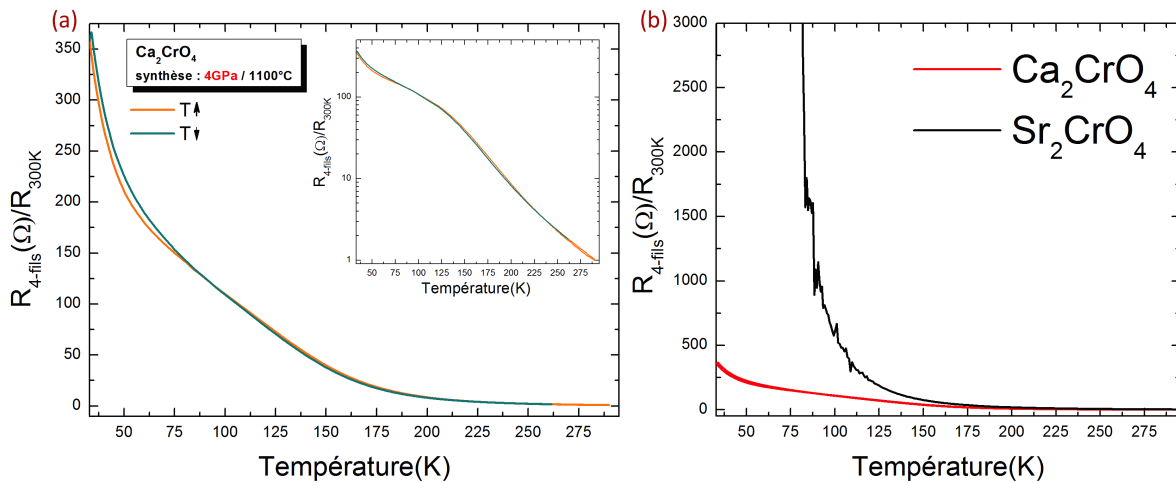 (a)
350
300
250
200
150
100
50
0
R4-fils(Ω)/R300K
Ca2CrO4
synthèse : 4GPa / 1100°C
T
T
100
10
1
R4-fils(Ω)/R300K
50 75 100 125 150 175 200 225 250 275
Température(K)
50 75 100 125 150 175 200 225 250 275
Température(K)
(b)
3000
2500
2000
1500
1000
500
0
R4-fils(Ω)/R300K
Ca2CrO4
Sr2CrO4
50 75 100 125 150 175 200 225 250 275
Température(K)